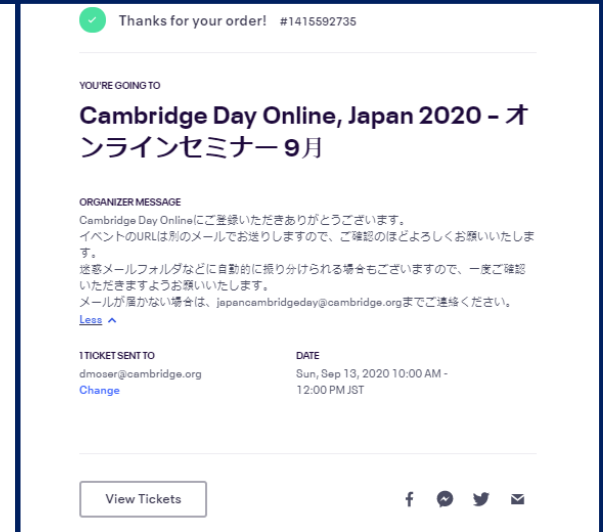 Thanks for your order! #1415592735
YOU'RE GOING TO
Cambridge Day Online, Japan 2020 – オ
ンラインセミナー 9月
ORGANIZER MESSAGE
Cambridge Day Onlineにご登録いただきありがとうございます。
イベントのURLは別のメールでお送りしますので、ご確認のほどよろしくお願いいたしま
す。
迷惑メールフォルダなどに自動的に振り分けられる場合もございますので、一度ご確認
いただきますようお願いいたします。
メールが届かない場合は、japancambridgeday@cambridge.orgまでご連絡ください。
Less
1 TICKET SENT TO
dmoser@cambridge.org
Change
DATE
Sun, Sep 13, 2020 10:00 AM -
12:00 PM JST
View Tickets